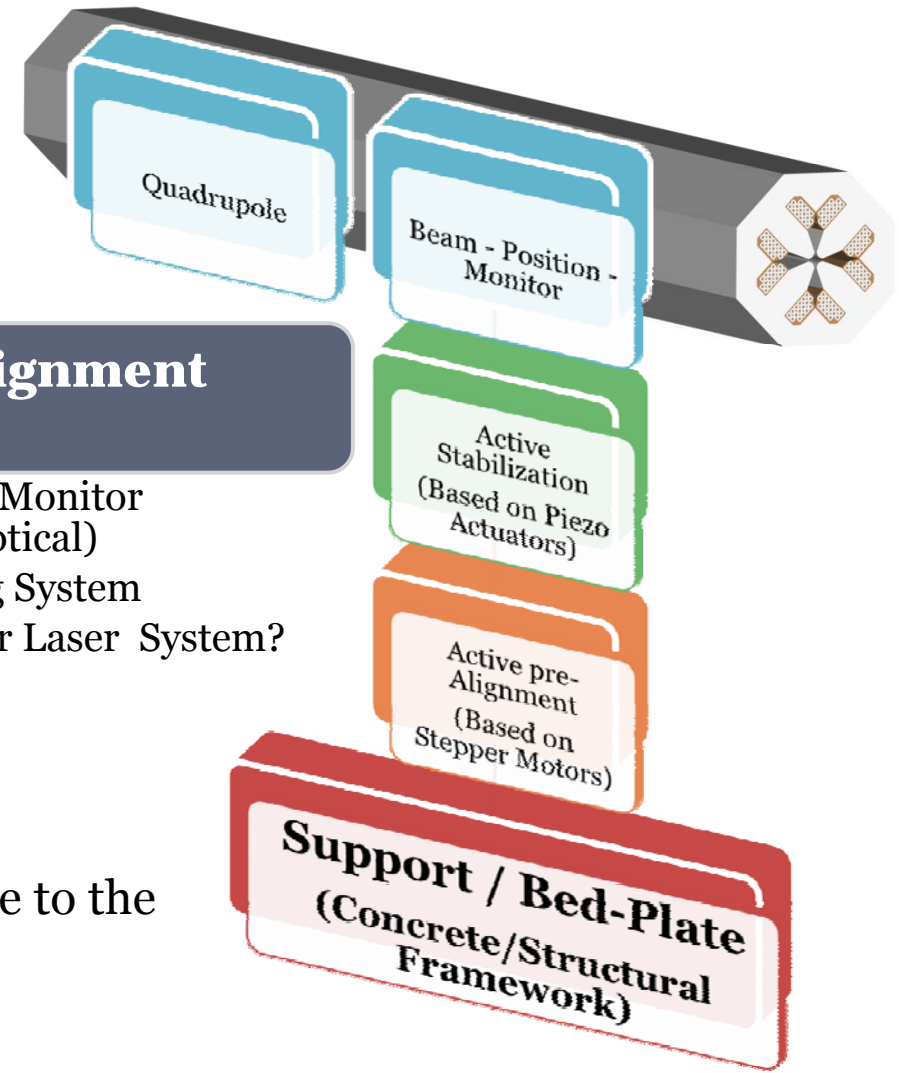 Quadrupole
Beam - Position -
Monitor
ignment
Monitor
ptical)
g System
r Laser System?
Active
Stabilization
(Based on Piezo
Actuators)
Active pre-
Alignment
(Based on
Stepper Motors)
Support / Bed-Plate
(Concrete/Structural
Framework)
e to the